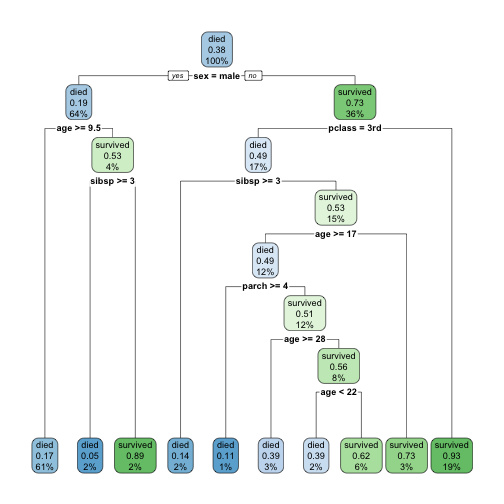 died
0.38
100%
yes sex = male no
died
0.19
64%
survived
0.73
36%
age >= 9.5
pclass = 3rd
survived
0.53
4%
died
0.49
17%
sibsp >= 3
sibsp >= 3
survived
0.53
15%
age >= 17
died
0.49
12%
parch >= 4
survived
0.51
12%
age >= 28
survived
0.56
8%
age < 22
died
0.17
61%
died
0.05
2%
survived
0.89
2%
died
0.14
2%
died
0.11
1%
died
0.39
3%
died
0.39
2%
survived
0.62
6%
survived
0.73
3%
survived
0.93
19%